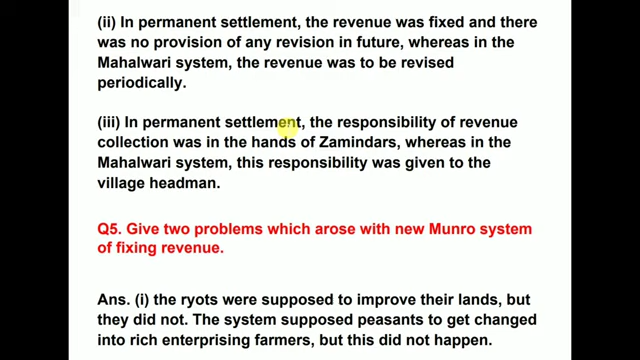 (ii) In permanent settlement, the revenue was fixed and there
was no provision of any revision in future, whereas in the
Mahalwari system, the revenue was to be revised
periodically.
(iii) In permanent settlement, the responsibility of revenue
collection was in the hands of Zamindars, whereas in the
Mahalwari system, this responsibility was given to the
village headman.
Q5. Give two problems which arose with new Munro system
of fixing revenue.
Ans. (i) the ryots were supposed to improve their lands, but
they did not. The system supposed peasants to get changed
into rich enterprising farmers, but this did not happen.